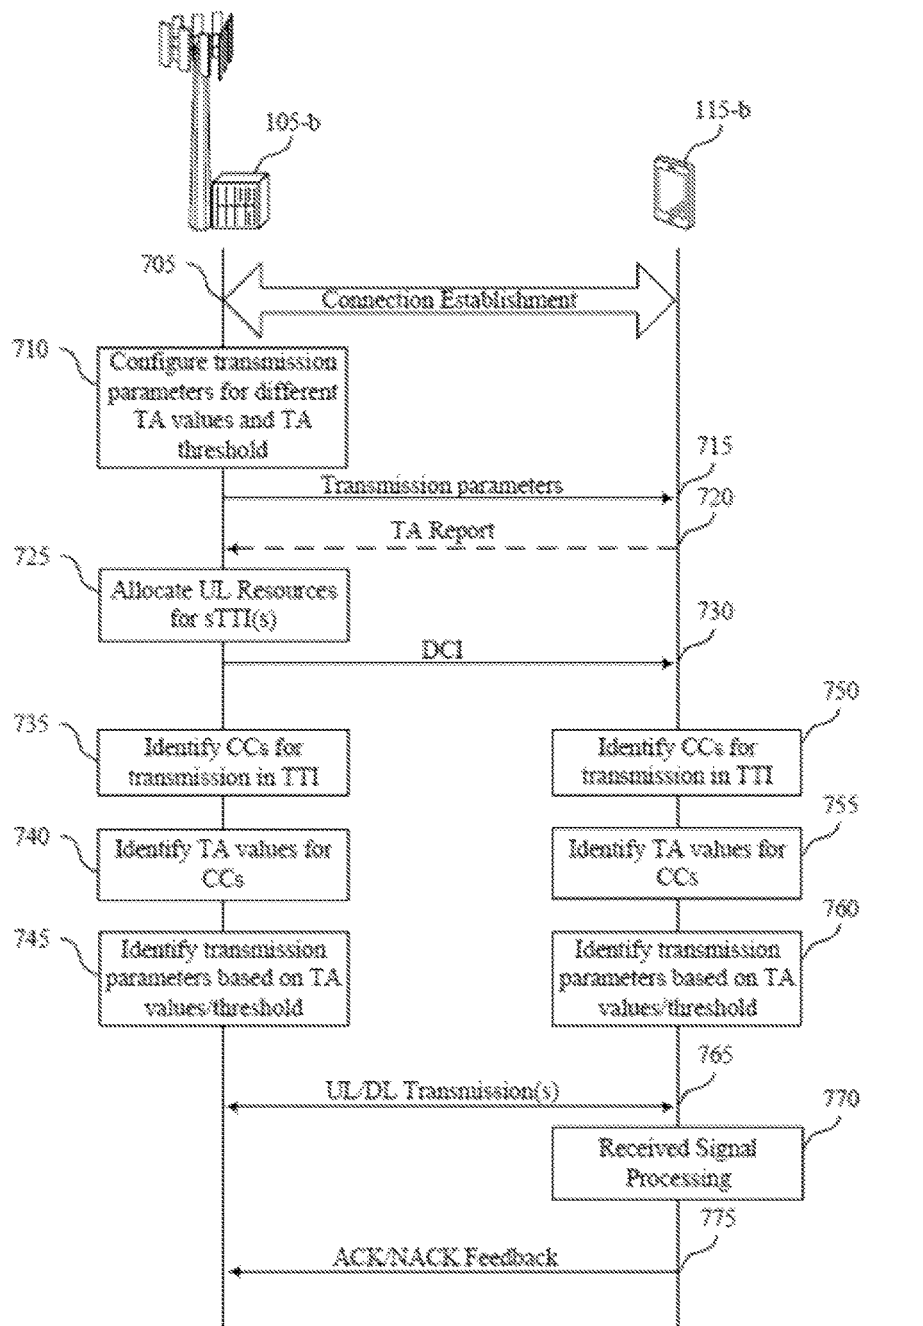 105-b
115-b
705
Connection Establishment
710
Configure transmission
parameters for different
TA values and TA
threshold
715
Transmission parameters
720
TA Report
725
Allocate UL Resources
for sTTI(s)
730
DCI
735
Identify CCs for
transmission in TTI
750
Identify CCs for
transmission in TTI
740
Identify TA values for
CCs
755
Identify TA values for
CCs
745
Identify transmission
parameters based on TA
values/threshold
760
Identify transmission
parameters based on TA
values/threshold
765
UL/DL Transmission(s)
770
Received Signal
Processing
775
ACK/NACK Feedback